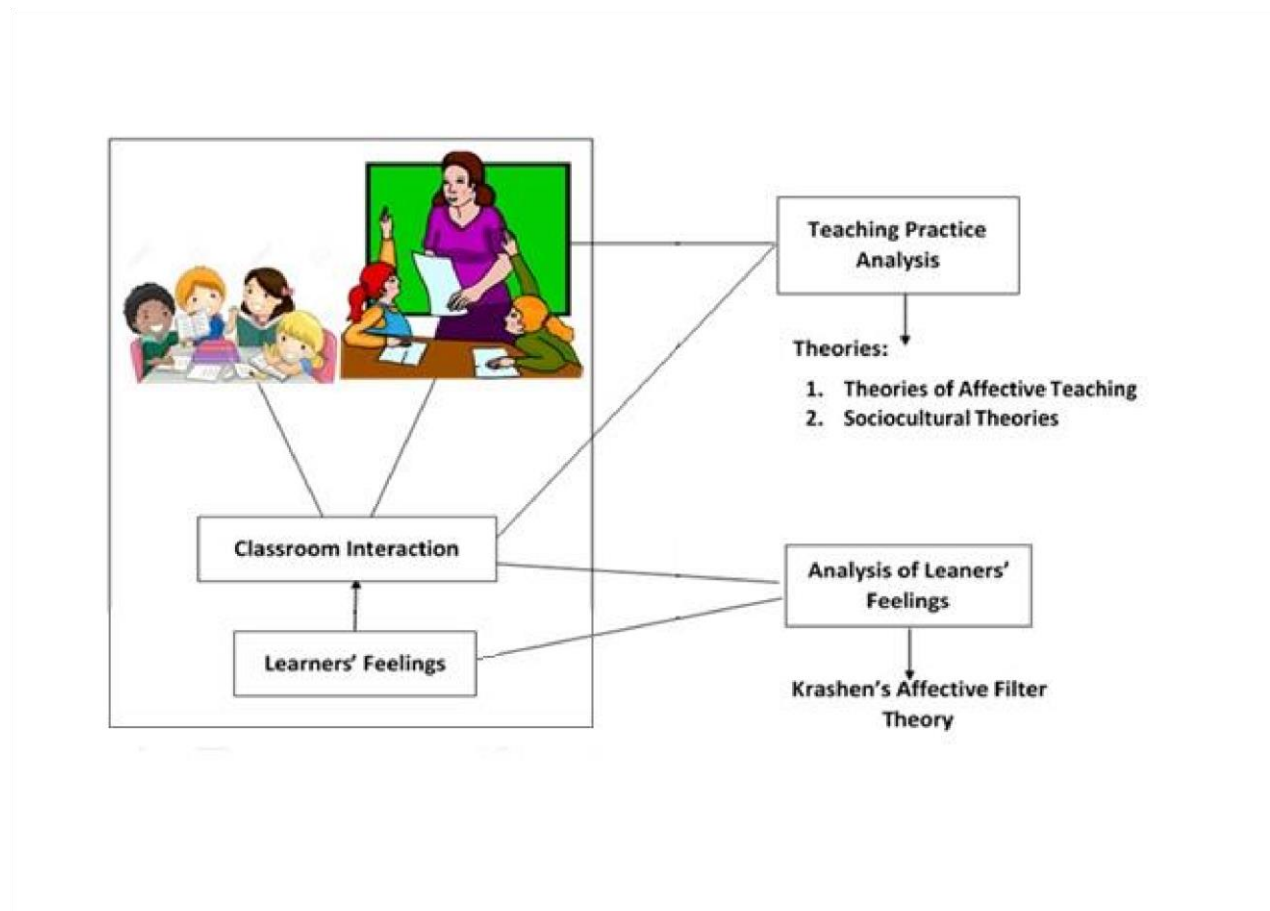 Teaching Practice
Analysis
Theories:
1. Theories of Affective Teaching
2. Sociocultural Theories
Classroom Interaction
Learners’ Feelings
Analysis of Leaners’
Feelings
Krashen’s Affective Filter
Theory